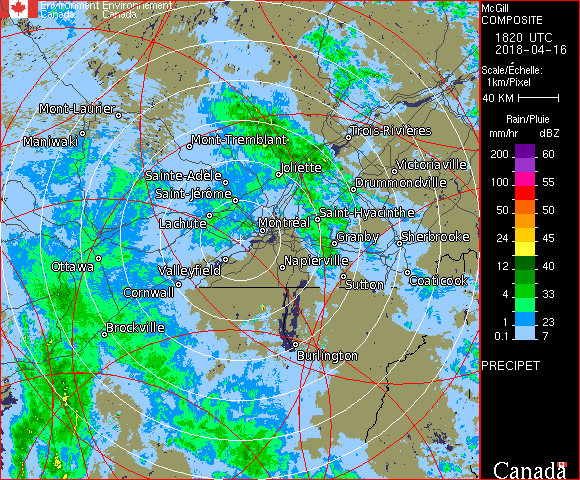 Environment Environnement
Canada Canada
McGill
COMPOSITE
1820 UTC
2018-04-16
Scale/Échelle:
1km/Pixel
40 KM
Rain/Pluie
mm/hr dBZ
200 60
100 55
50 50
24 45
12 40
4 33
1 23
0.1 7
PRECIPET
Canada
Mont-Laurier
Maniwaki
Mont-Tremblant
Trois-Rivières
Joliette
Victoriaville
Sainte-Adèle
Drummondville
Saint-Jérôme
Lachute
Saint-Hyacinthe
Montréal
Granby
Sherbrooke
Ottawa
Valleyfield
Napierville
Cornwall
Sutton
Coaticook
Brockville
Burlington